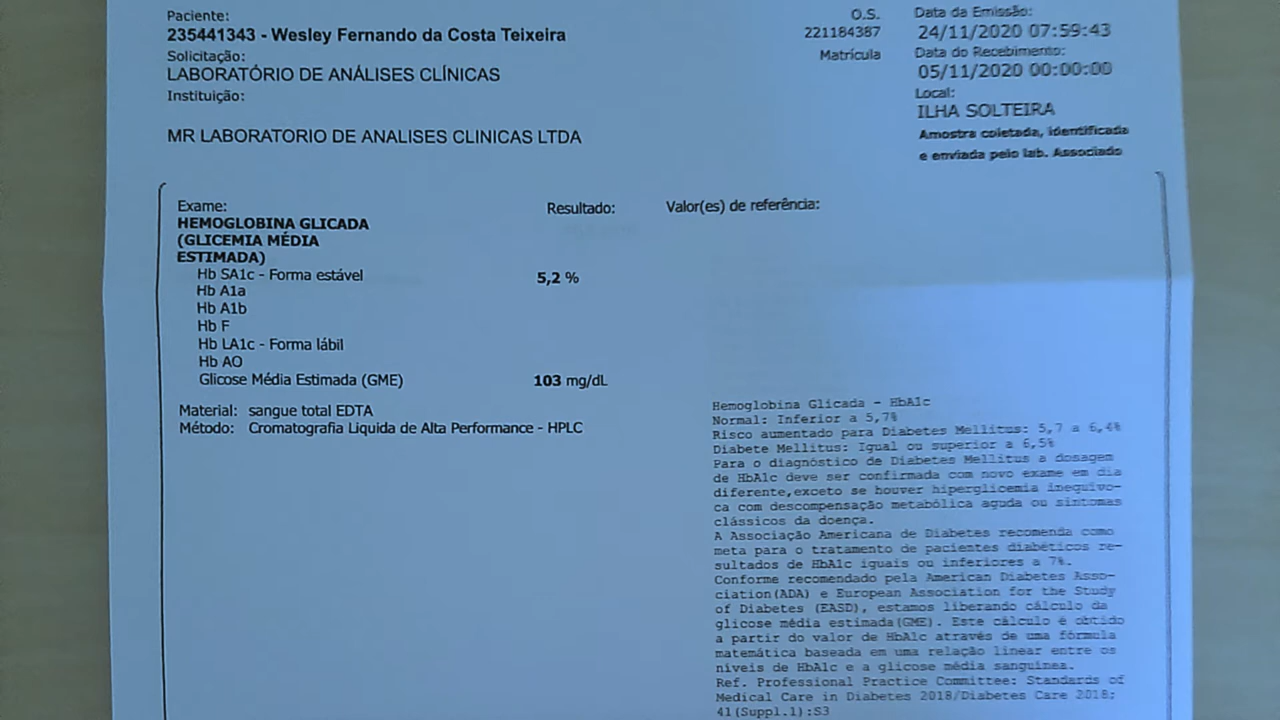 Paciente:
235441343 - Wesley Fernando da Costa Teixeira
Solicitação:
LABORATÓRIO DE ANÁLISES CLÍNICAS
Instituição:
MR LABORATORIO DE ANALISES CLINICAS LTDA
O.S.
221184387
Matrícula
Data da Emissão:
24/11/2020 07:59:43
Data do Recebimento:
05/11/2020 00:00:00
Local:
ILHA SOLTEIRA
Amostra coletada, identificada
e enviada pelo lab. Associado
Exame: Resultado: Valor(es) de referência:
HEMOGLOBINA GLICADA
(GLICEMIA MÉDIA
ESTIMADA)
Hb SA1c - Forma estável 5,2 %
Hb A1a
Hb A1b
Hb F
Hb LA1c - Forma lábil
Hb AO
Glicose Média Estimada (GME) 103 mg/dL
Material: sangue total EDTA
Método: Cromatografia Liquida de Alta Performance - HPLC
Hemoglobina Glicada - HbA1c
Normal: Inferior a 5,7%
Risco aumentado para Diabetes Mellitus: 5,7 a 6,4%
Diabete Mellitus: Igual ou superior a 6,5%
Para o diagnóstico de Diabetes Mellitus a dosagem
de HbA1c deve ser confirmada com novo exame em dia
diferente,exceto se houver hiperglicemia inequívo-
ca com descompensação metabólica aguda ou sintomas
clássicos da doença.
A Associação Americana de Diabetes recomenda como
meta para o tratamento de pacientes diabéticos re-
sultados de HbA1c iguais ou inferiores a 7%.
Conforme recomendado pela American Diabetes Asso-
ciation(ADA) e European Association for the Study
of Diabetes (EASD), estamos liberando cálculo da
glicose média estimada(GME). Este cálculo é obtido
a partir do valor de HbA1c através de uma fórmula
matemática baseada em uma relação linear entre os
níveis de HbA1c e a glicose média sanguínea.
Ref. Professional Practice Committee: Standards of
Medical Care in Diabetes 2018/Diabetes Care 2018;
41(Suppl.1):S3